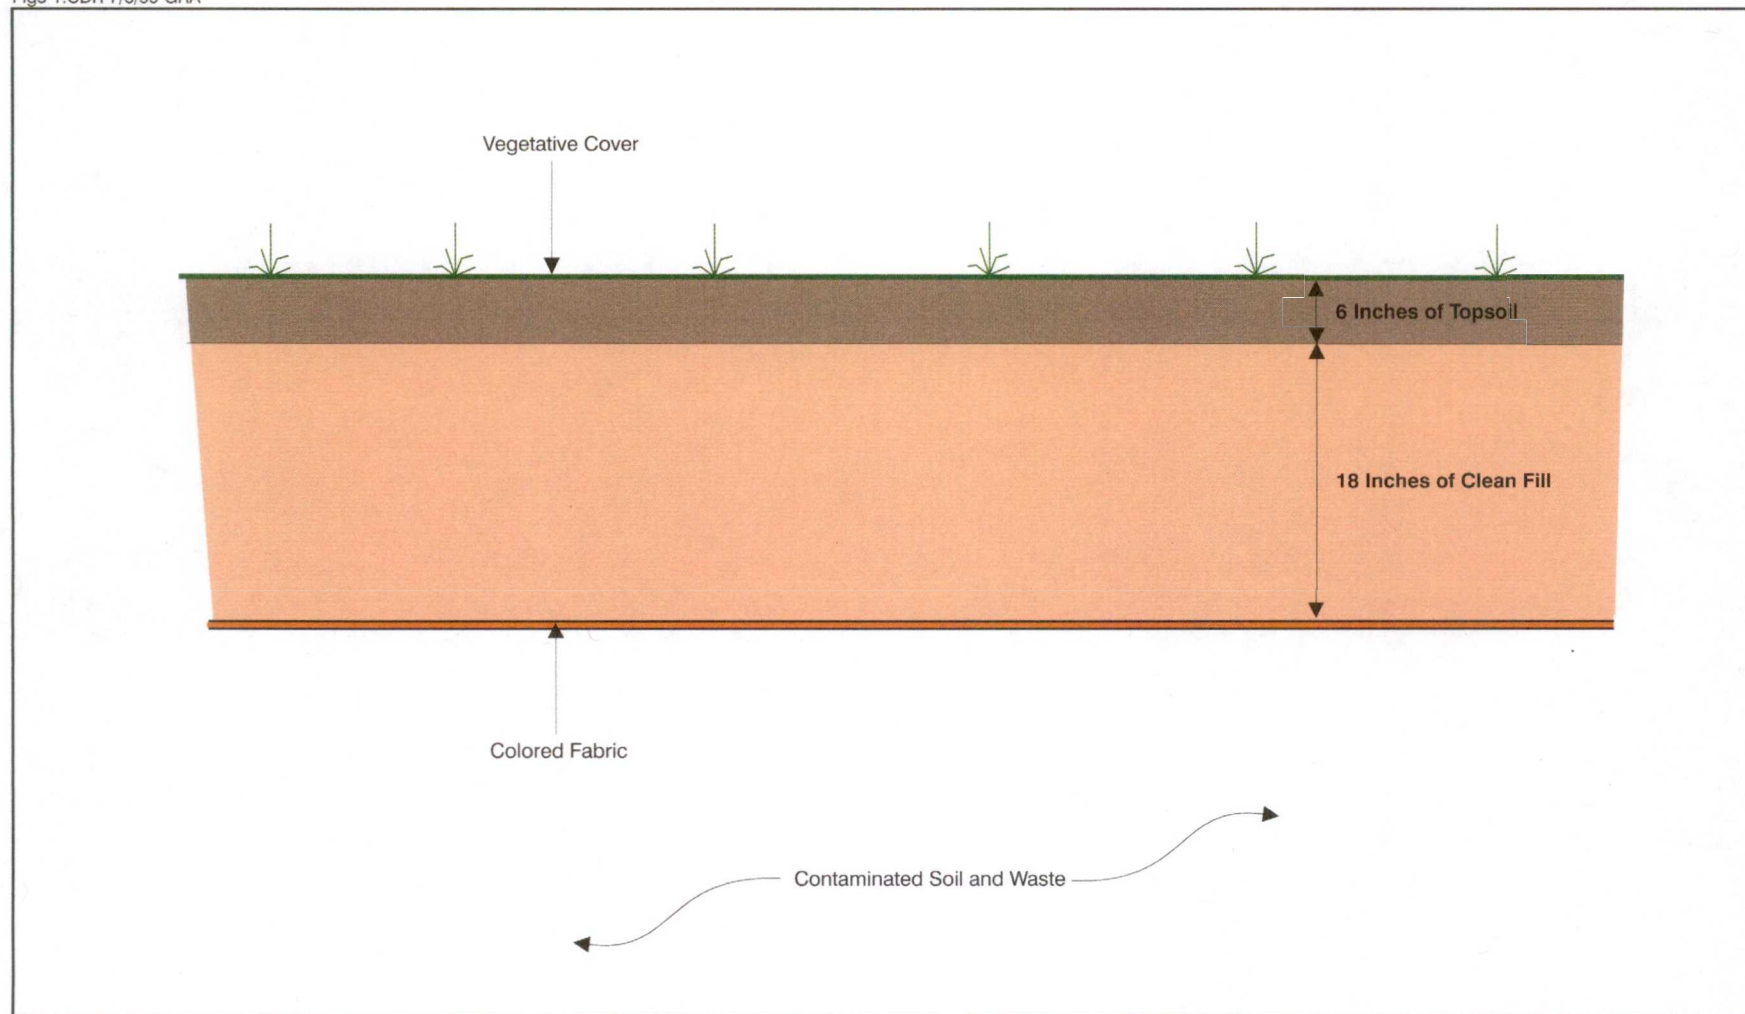 Vegetative Cover
6 Inches of Topsoil
18 Inches of Clean Fill
Colored Fabric
Contaminated Soil and Waste